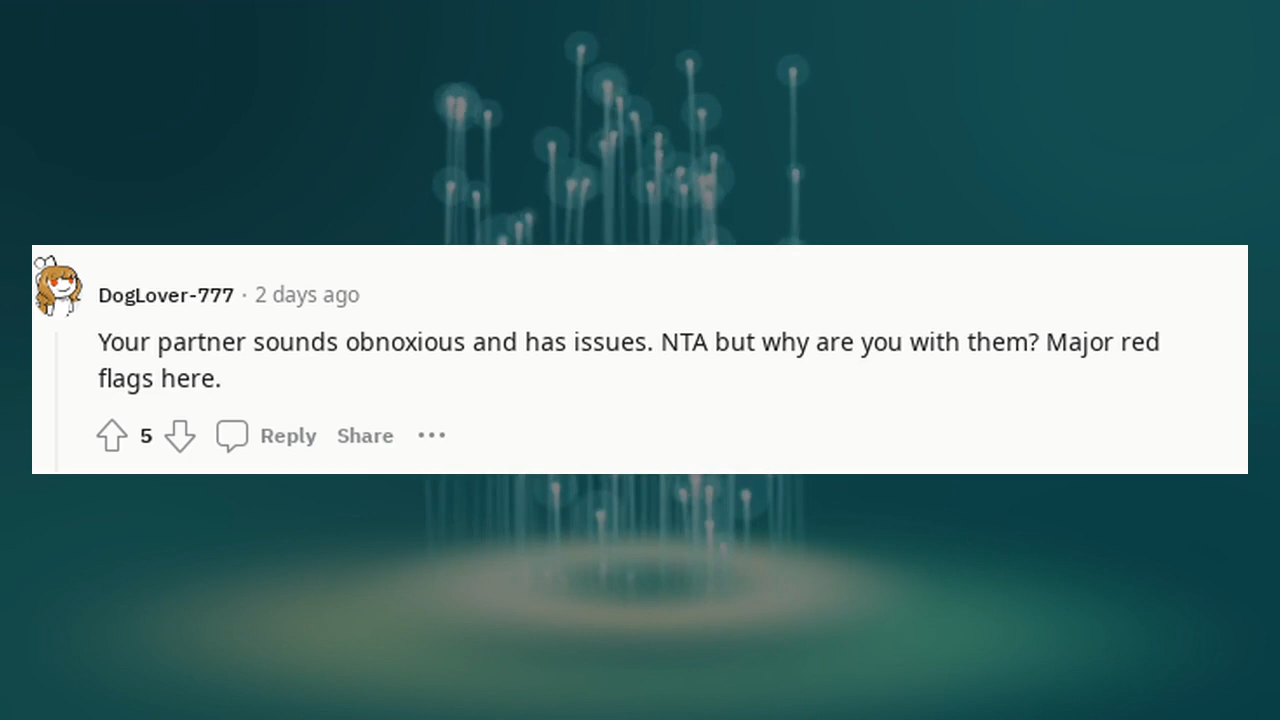 DogLover-777 · 2 days ago
Your partner sounds obnoxious and has issues. NTA but why are you with them? Major red
flags here.
5 Reply Share